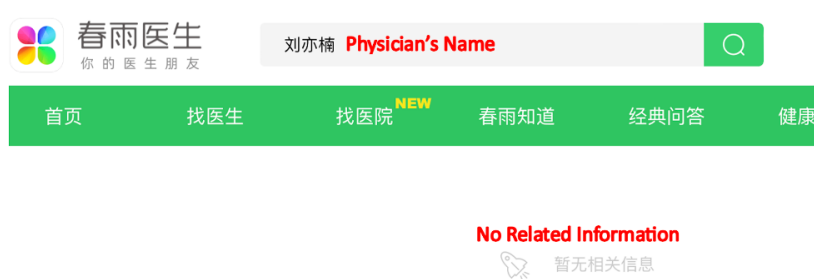 春雨医生
你的医生朋友
刘亦楠 Physician's Name
首页 找医生 找医院 NEW 春雨知道 经典问答 健康
No Related Information
暂无相关信息